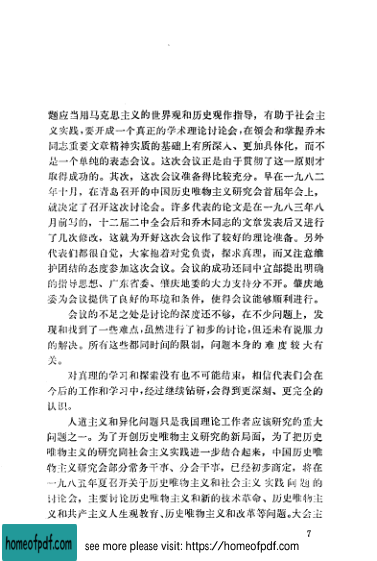 题应当用马克思主义的世界观和历史观作指导，有助于社会主
义实践，要开成一个真正的学术理论讨论会，在领会和掌握乔木
同志重要文章精神实质的基础上有所深入、更加具体化，而不
是一个单纯的表态会议。这次会议正是由于贯彻了这一原则才
取得成功的。其次，这次会议准备得比较充分。早在一九八二
年十月，在青岛召开的中国历史唯物主义研究会首届年会上，
就决定了召开这次讨论会。许多代表的论文是在一九八三年八
月前写的，十二届二中全会后和乔木同志的文章发表后又进行
了几次修改，这就为开好这次会议作了较好的理论准备。另外
代表们都很自觉，大家抱着对党负责，探求真理，而又注意维
护团结的态度参加这次会议。会议的成功还同中宣部提出明确
的指导思想、广东省委、肇庆地委的大力支持分不开。肇庆地
委为会议提供了良好的环境和条件，使得会议能够顺利进行。
会议的不足之处是讨论的深度还不够，在不少问题上，发
现和找到了一些难点，虽然进行了初步的讨论，但还未有说服力
的解决。所有这些都同时间的限制，问题本身的难度较大有
关。
对真理的学习和探索没有也不可能结束，相信代表们会在
今后的工作和学习中，经过继续钻研，会得到更深刻、更完全的
认识。
人道主义和异化问题只是我国理论工作者应该研究的重大
问题之一。为了开创历史唯物主义研究的新局面，为了把历史
唯物主义的研究同社会主义实践进一步结合起来，中国历史唯
物主义研究会部分常务干事、分会干事，已经初步商定，将在
一九八五年夏召开关于历史唯物主义和社会主义实践问题的
讨论会，主要讨论历史唯物主义和新的技术革命、历史唯物主
义和共产主义人生观教育、历史唯物主义和改革等问题。大会主
7
homeofpdf.com
see more please visit: https://homeofpdf.com